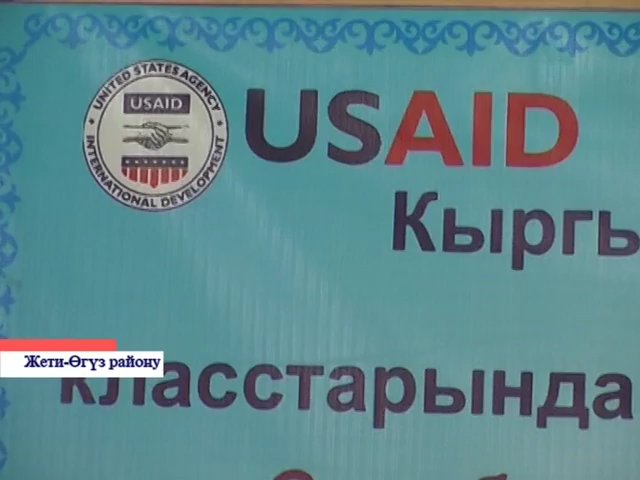 UNITED STATES AGENCY
USAID
INTERNATIONAL DEVELOPMENT
USAID
Кыргы
Жети-Өгүз району
класстарында